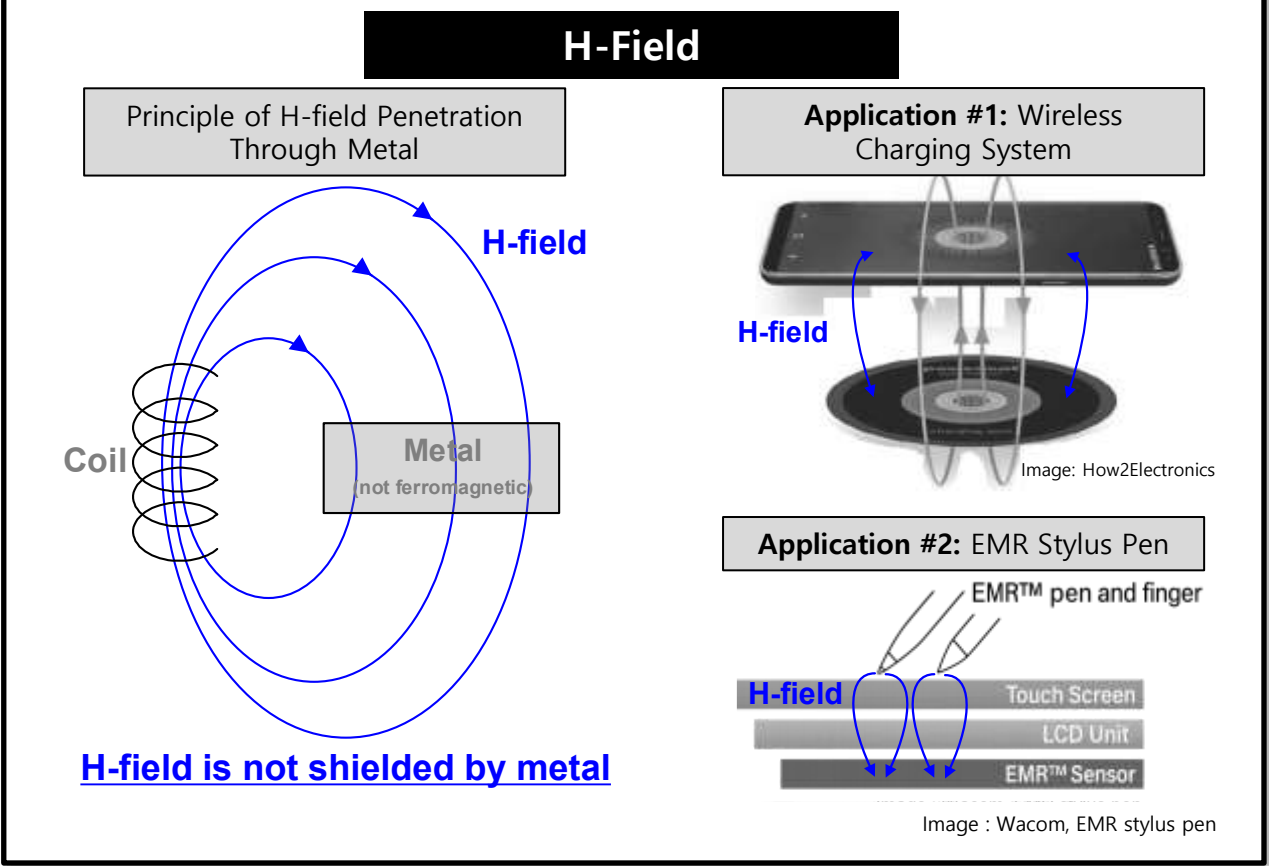 H-Field
Principle of H-field Penetration
Through Metal
H-field
Coil
Metal
(not ferromagnetic)
H-field is not shielded by metal
Application #1: Wireless
Charging System
H-field
Image: How2Electronics
Application #2: EMR Stylus Pen
EMR™ pen and finger
H-field
Touch Screen
LCD Unit
EMR™ Sensor
Image : Wacom, EMR stylus pen